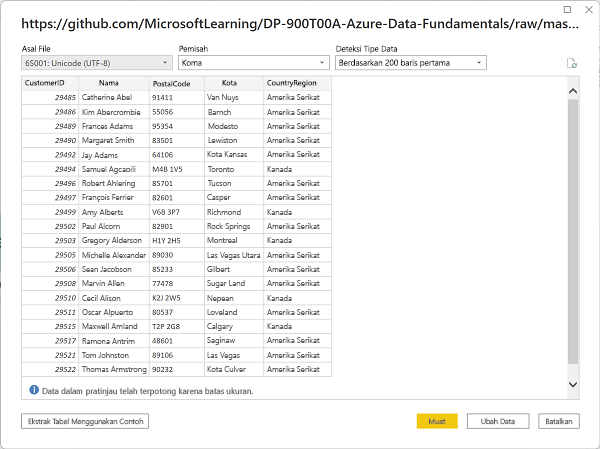 https://github.com/MicrosoftLearning/DP-900T00A-Azure-Data-Fundamentals/raw/mas...
Asal File Pemisah Deteksi Tipe Data
65001: Unicode (UTF-8) Koma Berdasarkan 200 baris pertama
CustomerID Nama PostalCode Kota CountryRegion
29485 Catherine Abel 91411 Van Nuys Amerika Serikat
29486 Kim Abercrombie 55056 Barnch Amerika Serikat
29489 Frances Adams 95354 Modesto Amerika Serikat
29490 Margaret Smith 83501 Lewiston Amerika Serikat
29492 Jay Adams 64106 Kota Kansas Amerika Serikat
29494 Samuel Agcaoili M4B 1V5 Toronto Kanada
29496 Robert Ahlering 85701 Tucson Amerika Serikat
29497 François Ferrier 82601 Casper Amerika Serikat
29499 Amy Alberts V6B 3P7 Richmond Kanada
29502 Paul Alcorn 82901 Rock Springs Amerika Serikat
29503 Gregory Alderson H1Y 2H5 Montreal Kanada
29505 Michelle Alexander 89030 Las Vegas Utara Amerika Serikat
29506 Sean Jacobson 85233 Gilbert Amerika Serikat
29508 Marvin Allen 77478 Sugar Land Amerika Serikat
29510 Cecil Alison K2J 2W5 Nepean Kanada
29511 Oscar Alpuerto 80537 Loveland Amerika Serikat
29515 Maxwell Amland T2P 2G8 Calgary Kanada
29517 Ramona Antrim 48601 Saginaw Amerika Serikat
29521 Tom Johnston 89106 Las Vegas Amerika Serikat
29522 Thomas Armstrong 90232 Kota Culver Amerika Serikat
Data dalam pratinjau telah terpotong karena batas ukuran.
Ekstrak Tabel Menggunakan Contoh Muat Ubah Data Batalkan